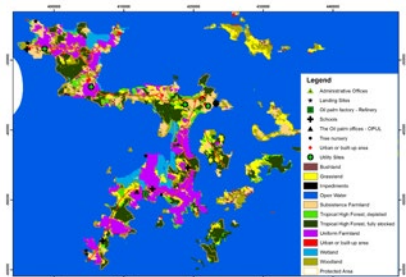 Legend
Administrative Offices
Landing Sites
Oil palm factory - Refinery
Schools
The Oil palm offices - OPUL
Tree nursery
Urban or built up area
Utility Sites
Bushland
Grassland
Impediments
Open Water
Subsistence Farmland
Tropical High Forest, depleted
Tropical High Forest, fully stocked
Uniform Farmland
Urban or built-up area
Wetland
Woodland
Protected Area